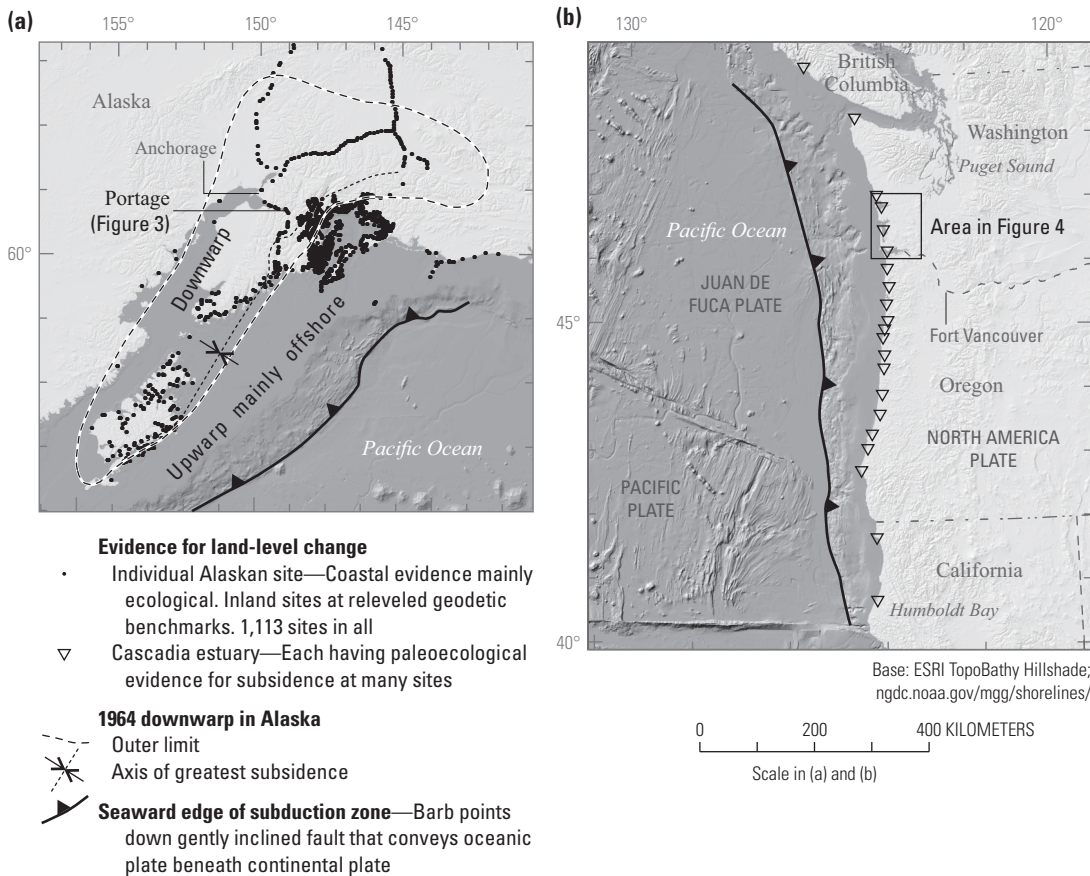 (a)
155°
150°
145°
Alaska
Anchorage
Portage
(Figure 3)
60°
Downwarp
Upwarp mainly offshore
Pacific Ocean
(b)
130°
120°
British
Columbia
Washington
Puget Sound
Area in Figure 4
Pacific Ocean
JUAN DE
FUCA PLATE
45°
Fort Vancouver
Oregon
NORTH AMERICA
PLATE
PACIFIC
PLATE
California
Humboldt Bay
40°
Base: ESRI TopoBathy Hillshade;
ngdc.noaa.gov/mgg/shorelines/
0 200 400 KILOMETERS
Scale in (a) and (b)
Evidence for land-level change
Individual Alaskan site—Coastal evidence mainly
ecological. Inland sites at releveled geodetic
benchmarks. 1,113 sites in all
Cascadia estuary—Each having paleoecological
evidence for subsidence at many sites
1964 downwarp in Alaska
Outer limit
Axis of greatest subsidence
Seaward edge of subduction zone—Barb points
down gently inclined fault that conveys oceanic
plate beneath continental plate